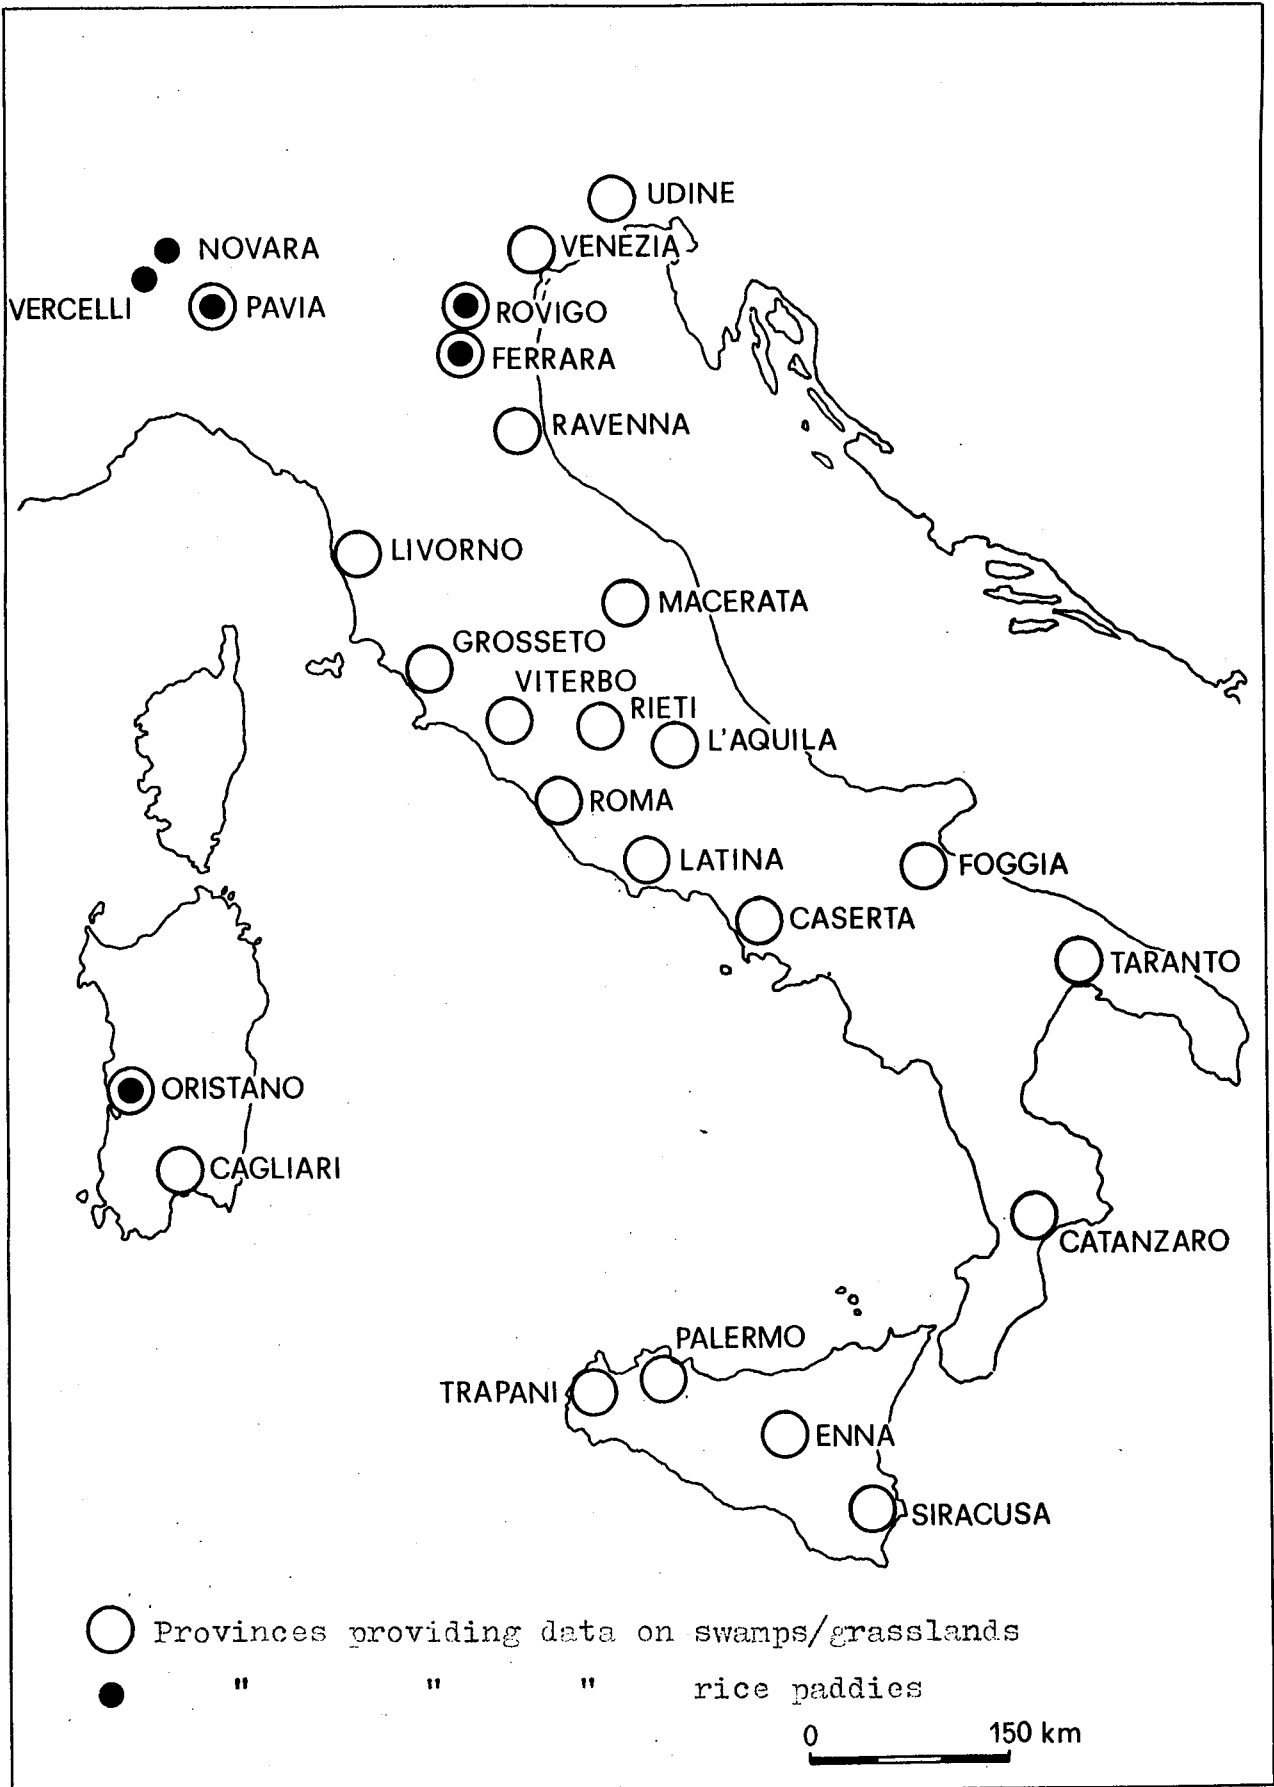 UDINE
VENEZIA
NOVARA
VERCELLI
PAVIA
ROVIGO
FERRARA
RAVENNA
LIVORNO
MACERATA
GROSSETO
VITERBO
RIETI
L'AQUILA
ROMA
LATINA
FOGGIA
CASERTA
TARANTO
ORISTANO
CAGLIARI
CATANZARO
PALERMO
TRAPANI
ENNA
SIRACUSA
Provinces providing data on swamps/grasslands
" " " rice paddies
0 150 km